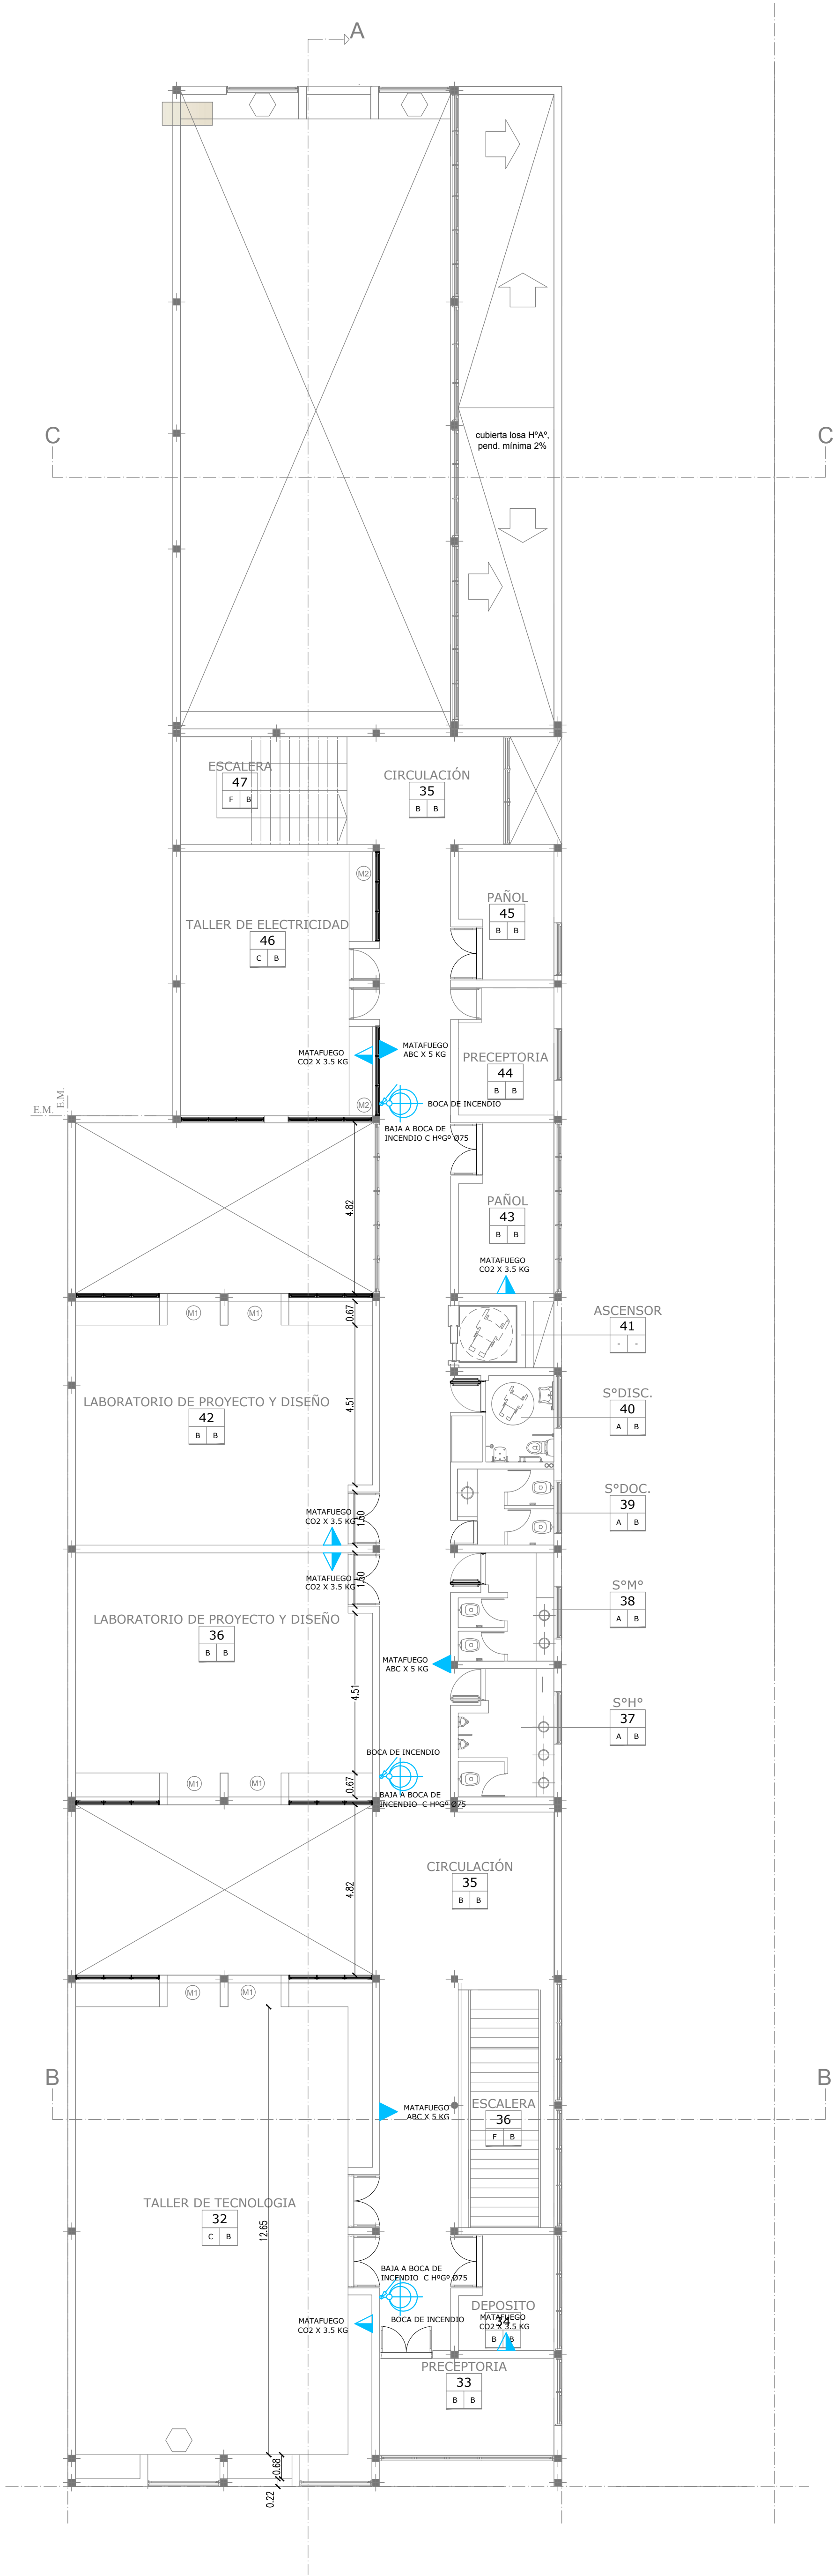 A
C
C
cubierta losa HºAº,
pend. mínima 2%
ESCALERA
47
F B
CIRCULACIÓN
35
B B
M2
TALLER DE ELECTRICIDAD
46
C B
PAÑOL
45
B B
MATAFUEGO
CO2 X 3.5 KG
MATAFUEGO
ABC X 5 KG
PRECEPTORIA
44
B B
M2
BOCA DE INCENDIO
E.M.
E.M.
BAJA A BOCA DE
INCENDIO C HºGº Ø75
4.82
PAÑOL
43
B B
MATAFUEGO
CO2 X 3.5 KG
M1
M1
0.67
ASCENSOR
41
- -
LABORATORIO DE PROYECTO Y DISEÑO
42
B B
4.51
S°DISC.
40
A B
S°DOC.
39
A B
MATAFUEGO
CO2 X 3.5 KG
1.50
MATAFUEGO
CO2 X 3.5 KG
1.50
S°M°
38
A B
LABORATORIO DE PROYECTO Y DISEÑO
36
B B
MATAFUEGO
ABC X 5 KG
4.51
S°H°
37
A B
BOCA DE INCENDIO
M1
M1
0.67
BAJA A BOCA DE
INCENDIO C HºGº Ø75
CIRCULACIÓN
35
B B
4.82
M1
M1
B
B
MATAFUEGO
ABC X 5 KG
ESCALERA
36
F B
TALLER DE TECNOLOGIA
32
C B
12.65
BAJA A BOCA DE
INCENDIO C HºGº Ø75
BOCA DE INCENDIO
MATAFUEGO
CO2 X 3.5 KG
DEPOSITO
34
B B
MATAFUEGO
CO2 X 3.5 KG
PRECEPTORIA
33
B B
0.68
0.22